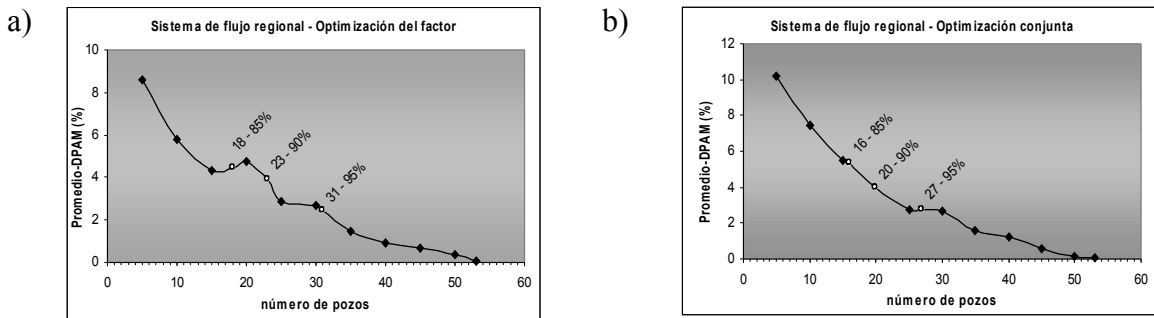 a)
Sistema de flujo regional - Optimización del factor
Promedio-DPAM (%)
10
8
6
4
2
0
18 - 85%
23 - 90%
31 - 95%
0 10 20 30 40 50 60
número de pozos
b)
Sistema de flujo regional - Optimización conjunta
Promedio-DPAM (%)
12
10
8
6
4
2
0
16 - 85%
20 - 90%
27 - 95%
0 10 20 30 40 50 60
número de pozos